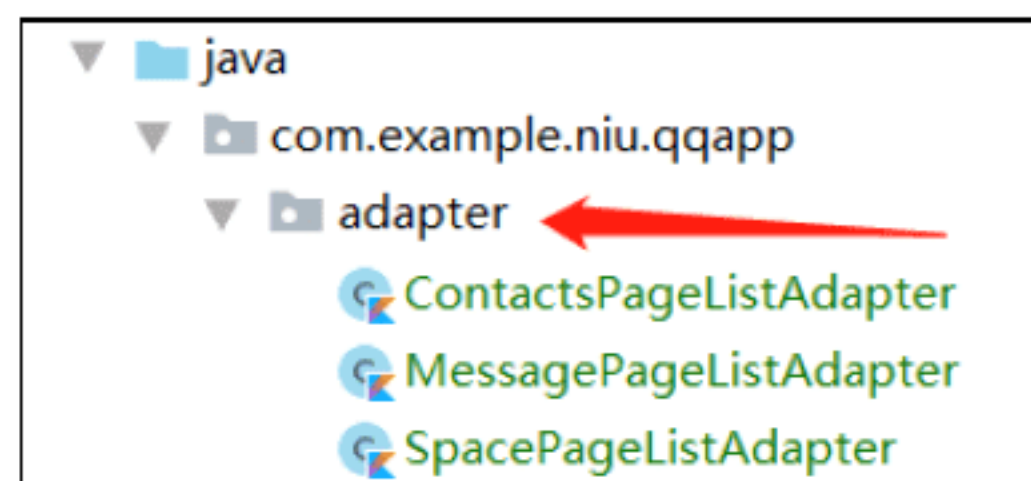 java
com.example.niu.qqapp
adapter
ContactsPageListAdapter
MessagePageListAdapter
SpacePageListAdapter